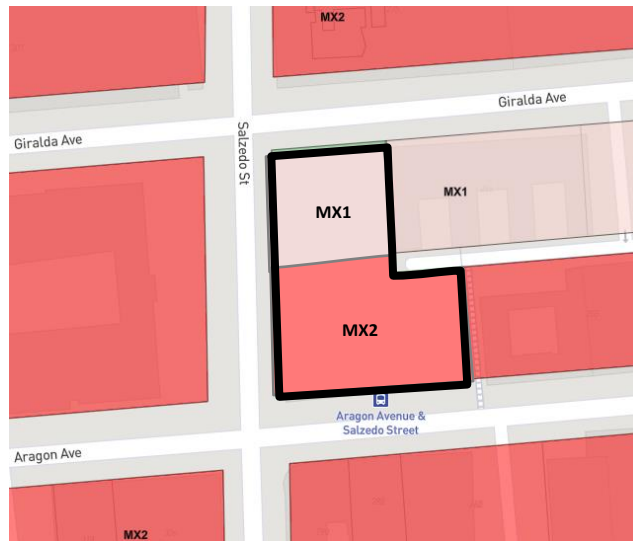 MX2
Giralda Ave
Giralda Ave
Salzedo St
MX1
MX1
MX2
Aragon Avenue &
Salzedo Street
Aragon Ave
MX2